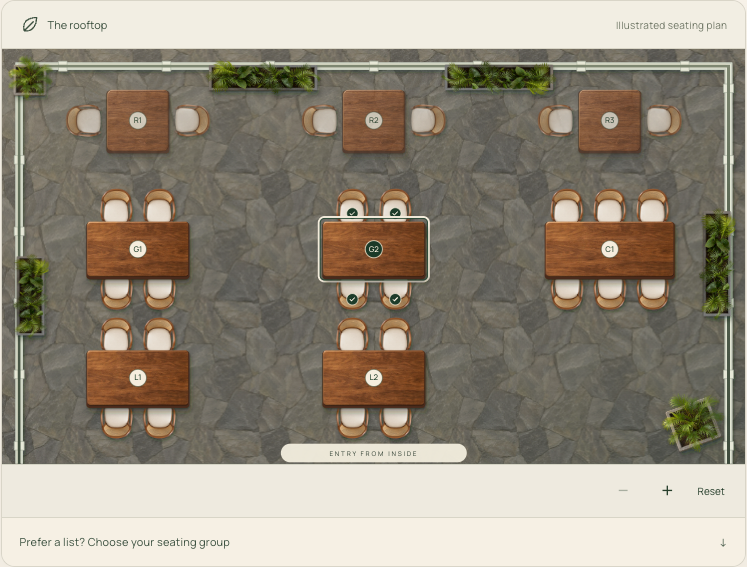 The rooftop
Illustrated seating plan
R1
R2
R3
G1
G2
C1
L1
L2
ENTRY FROM INSIDE
Reset
Prefer a list? Choose your seating group